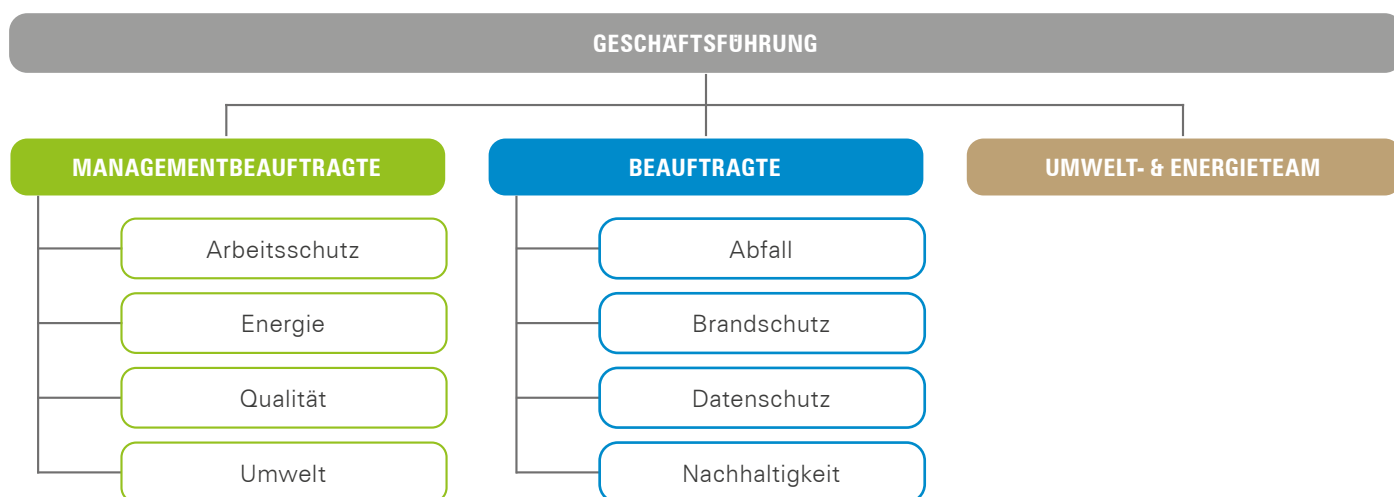 GESCHÄFTSFÜHRUNG
MANAGEMENTBEAUFTRAGTE
Arbeitsschutz
Energie
Qualität
Umwelt
BEAUFTRAGTE
Abfall
Brandschutz
Datenschutz
Nachhaltigkeit
UMWELT- & ENERGIETEAM